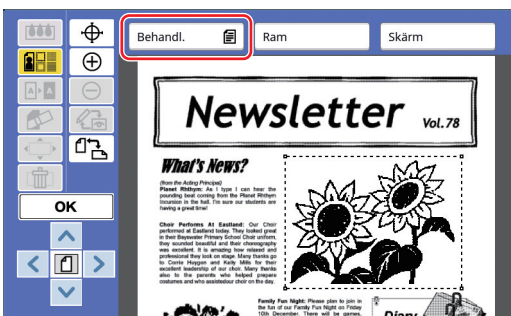 Behandl.
Ram
Skärm
A A
OK
Newsletter Vol.78
What's News?
(from the Acting Principal)
Planet Rhthym: As I type I can hear the
pounding beat coming from the Planet Rhythm
Incursion in the hall. I'm sure our students are
having a great time!
Choir Performs At Eastland: Our Choir
performed at Eastland today. They looked great
in their Bayswater Primary School Choir uniform,
they sounded beautiful and their choreography
was excellent. It is amazing how relaxed and
professional they look on stage. Many thanks go
to Corrie Huygen and Kelly Mills for their
excellent leadership of our choir. Many thanks
also to the parents who helped prepare
costumes and who assistedour choir on the day.
Family Fun Night: Please plan to join in
the fun of our Family Fun Night on Friday
10th December. There will be games,
Diary